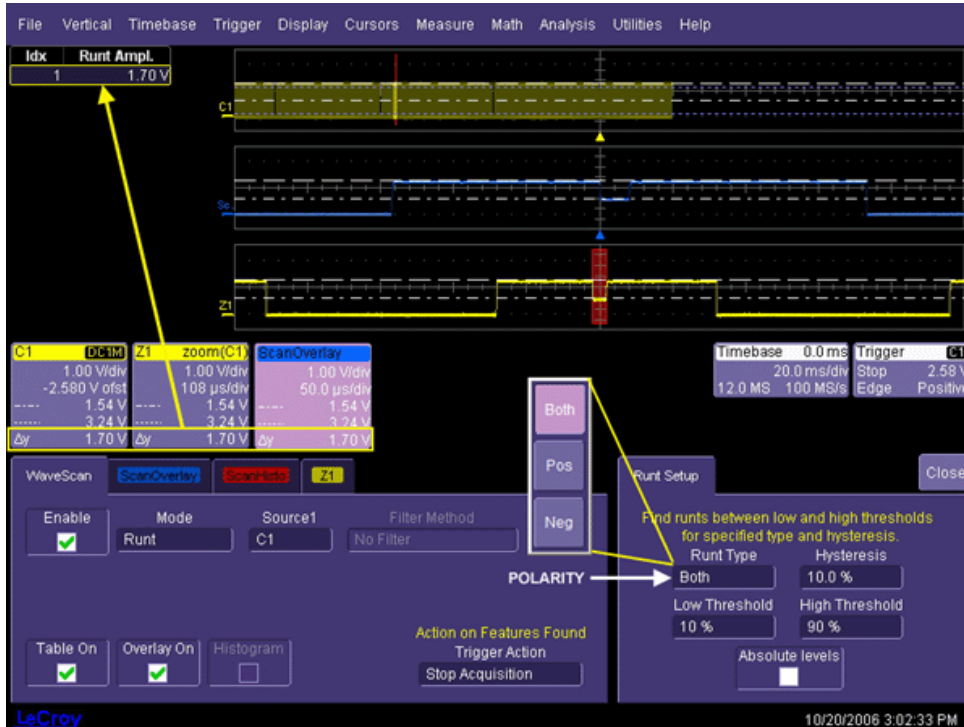 File Vertical Timebase Trigger Display Cursors Measure Math Analysis Utilities Help
Idx Runt Ampl.
1 1.70 V
C1
Sc
Z1
C1 DC1M
1.00 V/div
-2.580 V ofst
1.54 V
3.24 V
Δy 1.70 V
Z1 zoom(C1)
1.00 V/div
108 µs/div
1.54 V
3.24 V
Δy 1.70 V
ScanOverlay
1.00 V/div
50.0 µs/div
1.54 V
3.24 V
Δy 1.70 V
Timebase 0.0 ms
20.0 ms/div
12.0 MS 100 MS/s
Trigger C1
Stop 2.58 V
Edge Positive
Both
Pos
Neg
WaveScan ScanOverlay ScanHisto Z1
Enable
Mode
Runt
Source1
C1
Filter Method
No Filter
POLARITY
Table On
Overlay On
Histogram
Action on Features Found
Trigger Action
Stop Acquisition
Runt Setup
Close
Find runts between low and high thresholds
for specified type and hysteresis.
Runt Type
Both
Hysteresis
10.0 %
Low Threshold
10 %
High Threshold
90 %
Absolute levels
LeCroy
10/20/2006 3:02:33 PM